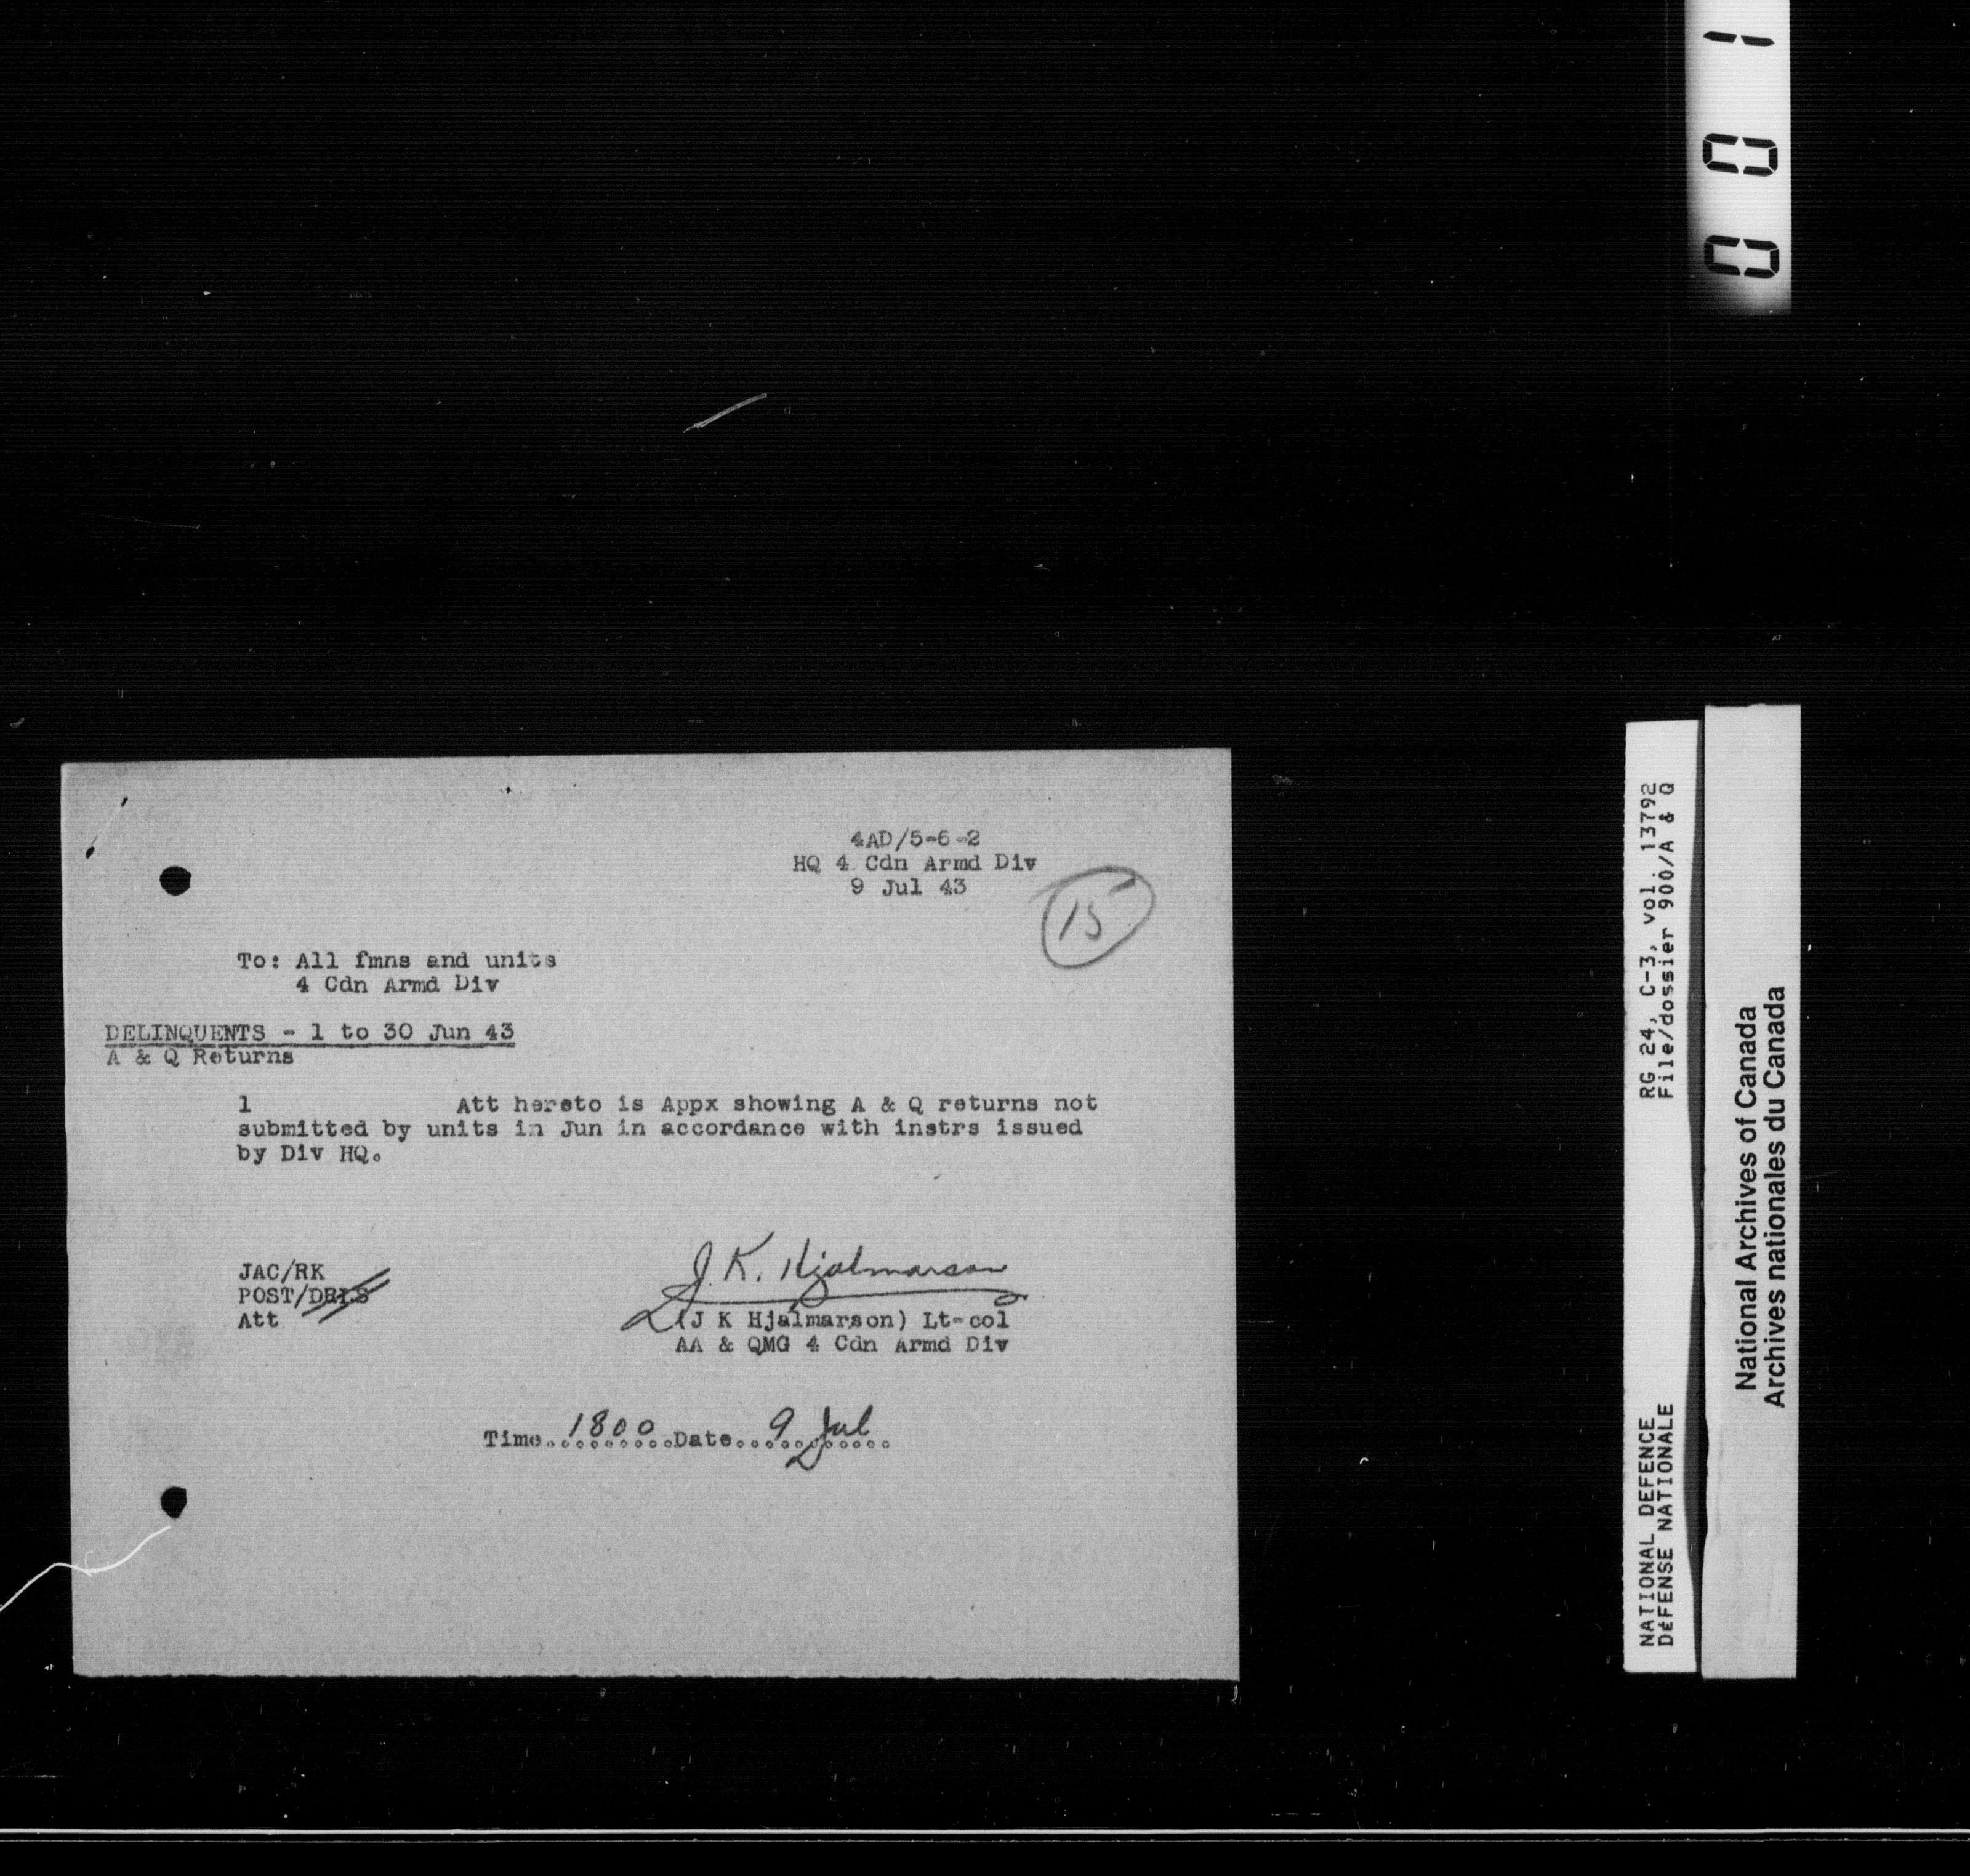 4AD/5-6-2
HQ 4 Cdn Armd Div
9 Jul 43
15
To: All fmns and units
4 Cdn Armd Div
DELINQUENTS - 1 to 30 Jun 43
A & Q Returns
1 Att hereto is Appx showing A & Q returns not
submitted by units in Jun in accordance with instrs issued
by Div HQ.
JAC/RK
POST/DRLS
Att
J. K. Hjalmarson
(J K Hjalmarson) Lt-col
AA & QMG 4 Cdn Armd Div
Time..1800...Date...9 Jul...
001
RG 24, C-3, vol. 13792
File/dossier 900/A & Q
NATIONAL DEFENCE
DéFENSE NATIONALE
National Archives of Canada
Archives nationales du Canada